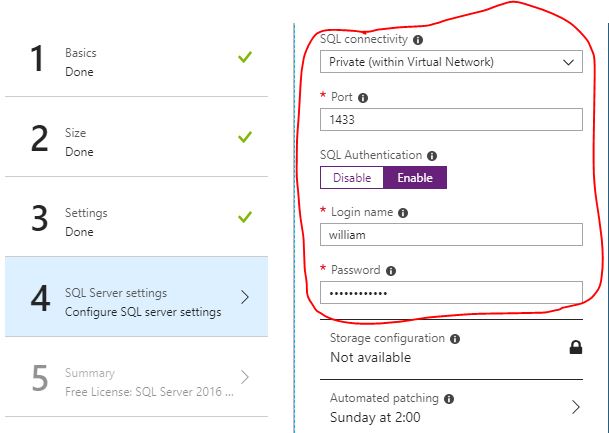 1
Basics
Done
2
Size
Done
3
Settings
Done
4
SQL Server settings
Configure SQL server settings
5
Summary
Free License: SQL Server 2016 ...
SQL connectivity
Private (within Virtual Network)
* Port
1433
SQL Authentication
Disable Enable
* Login name
william
* Password
••••••••••••
Storage configuration
Not available
Automated patching
Sunday at 2:00